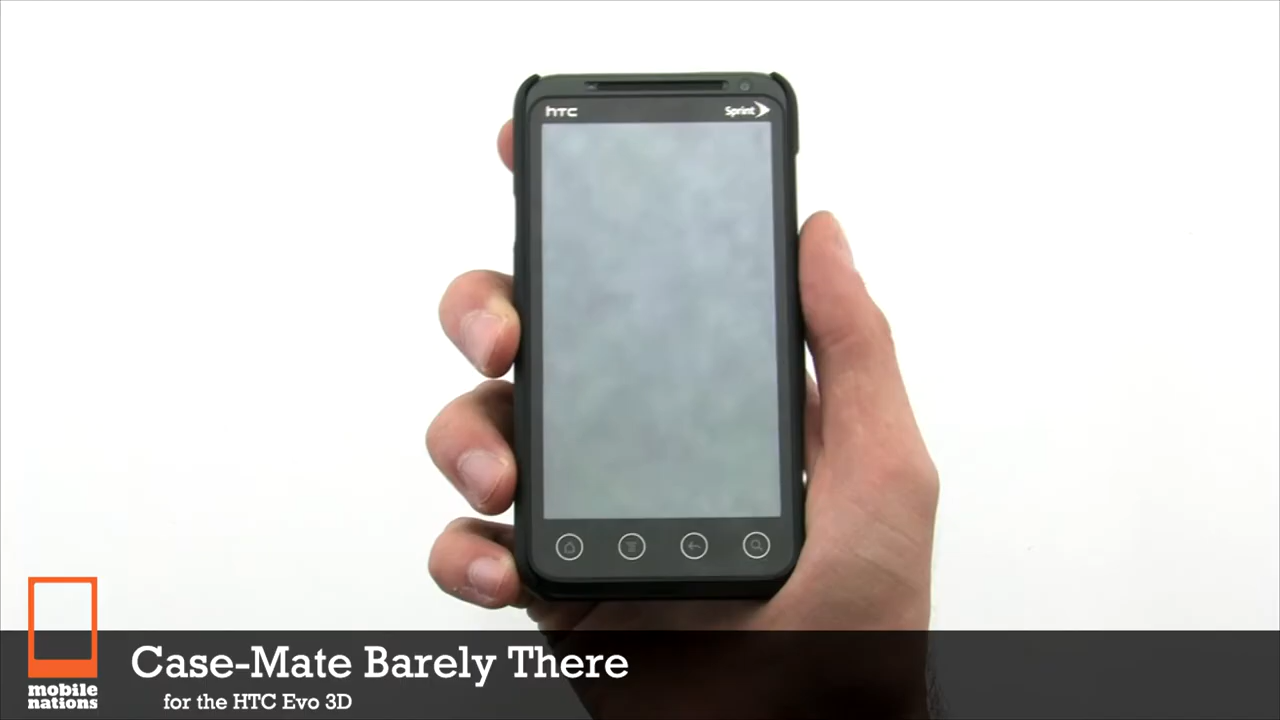 hTC
Sprint
Case-Mate Barely There
for the HTC Evo 3D
mobile
nations